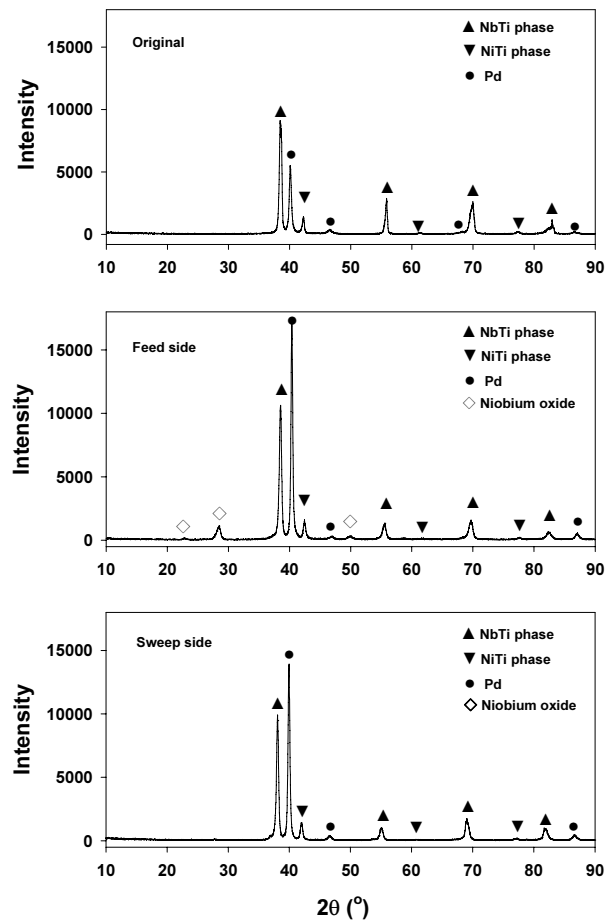 Original
NbTi phase
NiTi phase
Pd
Intensity
15000
10000
5000
0
10 20 30 40 50 60 70 80 90
Feed side
NbTi phase
NiTi phase
Pd
Niobium oxide
Intensity
15000
10000
5000
0
10 20 30 40 50 60 70 80 90
Sweep side
NbTi phase
NiTi phase
Pd
Niobium oxide
Intensity
15000
10000
5000
0
10 20 30 40 50 60 70 80 90
2θ (°)